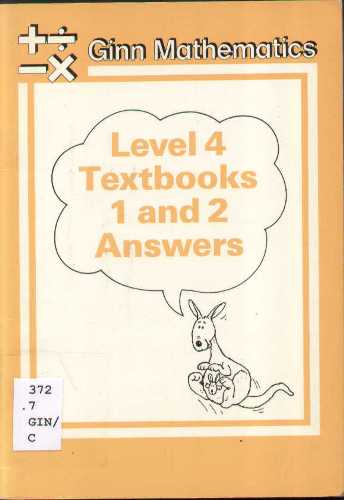 +÷
−×
Ginn Mathematics
Level 4
Textbooks
1 and 2
Answers
372
.7
GIN/
C